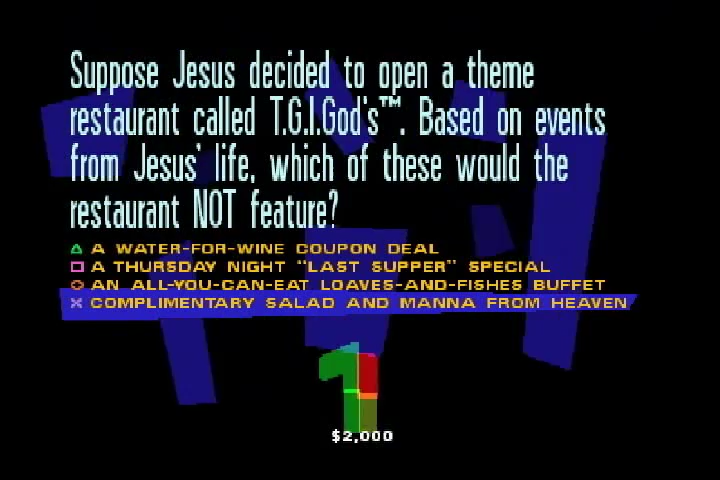 Suppose Jesus decided to open a theme
restaurant called T.G.I.God's™. Based on events
from Jesus' life, which of these would the
restaurant NOT feature?
A WATER-FOR-WINE COUPON DEAL
A THURSDAY NIGHT "LAST SUPPER" SPECIAL
AN ALL-YOU-CAN-EAT LOAVES-AND-FISHES BUFFET
COMPLIMENTARY SALAD AND MANNA FROM HEAVEN
1
$2,000